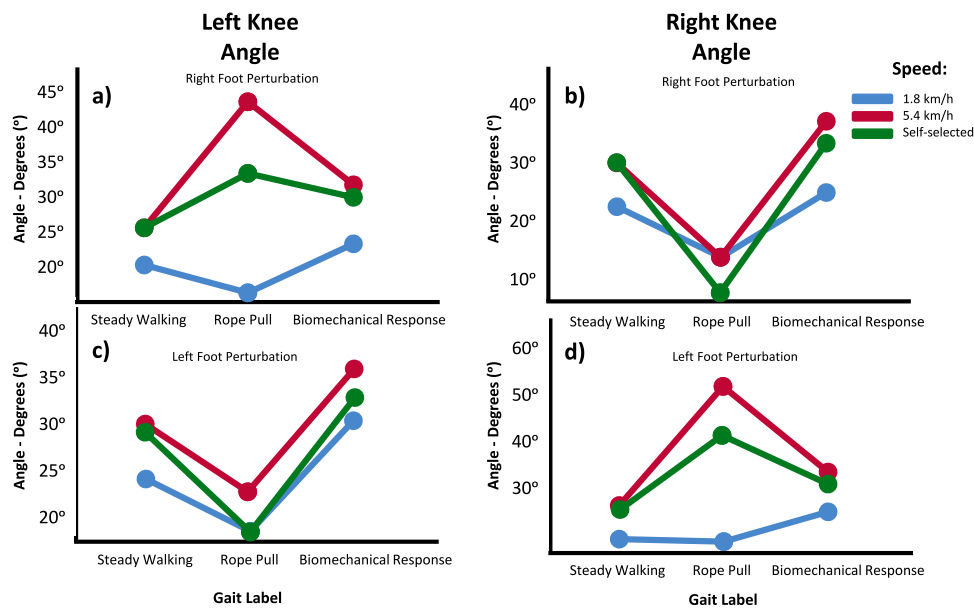 Left Knee
Angle
Right Knee
Angle
a)
Right Foot Perturbation
Angle - Degrees (º)
45º
40º
35º
30º
25º
20º
Steady Walking
Rope Pull
Biomechanical Response
b)
Right Foot Perturbation
Angle - Degrees (º)
40º
30º
20º
10º
Steady Walking
Rope Pull
Biomechanical Response
Speed:
1.8 km/h
5.4 km/h
Self-selected
c)
Left Foot Perturbation
Angle - Degrees (º)
40º
35º
30º
25º
20º
Steady Walking
Rope Pull
Biomechanical Response
Gait Label
d)
Left Foot Perturbation
Angle - Degrees (º)
60º
50º
40º
30º
Steady Walking
Rope Pull
Biomechanical Response
Gait Label